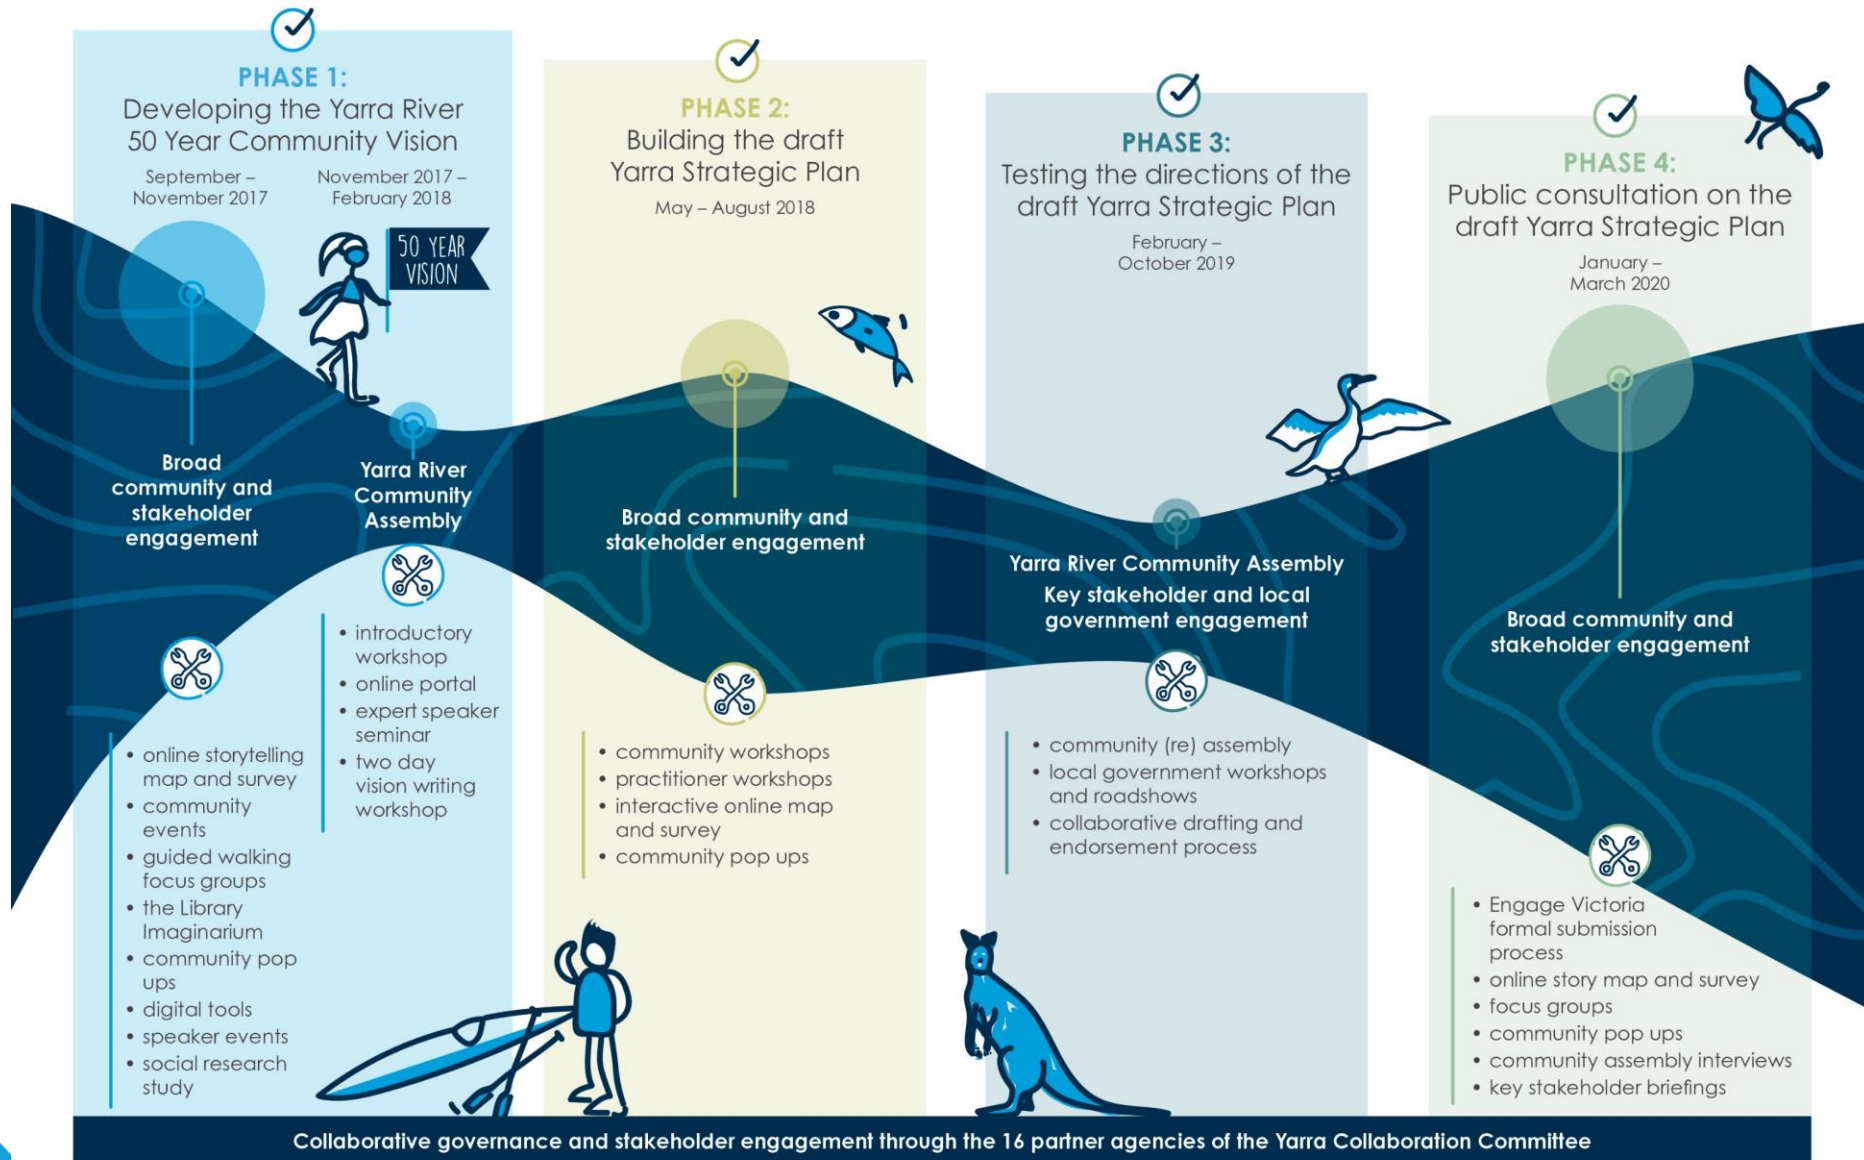 PHASE 1:
Developing the Yarra River
50 Year Community Vision
September –
November 2017
November 2017 –
February 2018
50 YEAR
VISION
Broad
community and
stakeholder
engagement
Yarra River
Community
Assembly
• online storytelling
map and survey
• community
events
• guided walking
focus groups
• the Library
Imaginarium
• community pop
ups
• digital tools
• speaker events
• social research
study
• introductory
workshop
• online portal
• expert speaker
seminar
• two day
vision writing
workshop
PHASE 2:
Building the draft
Yarra Strategic Plan
May – August 2018
Broad community and
stakeholder engagement
• community workshops
• practitioner workshops
• interactive online map
and survey
• community pop ups
PHASE 3:
Testing the directions of the
draft Yarra Strategic Plan
February –
October 2019
Yarra River Community Assembly
Key stakeholder and local
government engagement
• community (re) assembly
• local government workshops
and roadshows
• collaborative drafting and
endorsement process
PHASE 4:
Public consultation on the
draft Yarra Strategic Plan
January –
March 2020
Broad community and
stakeholder engagement
• Engage Victoria
formal submission
process
• online story map and survey
• focus groups
• community pop ups
• community assembly interviews
• key stakeholder briefings
Collaborative governance and stakeholder engagement through the 16 partner agencies of the Yarra Collaboration Committee